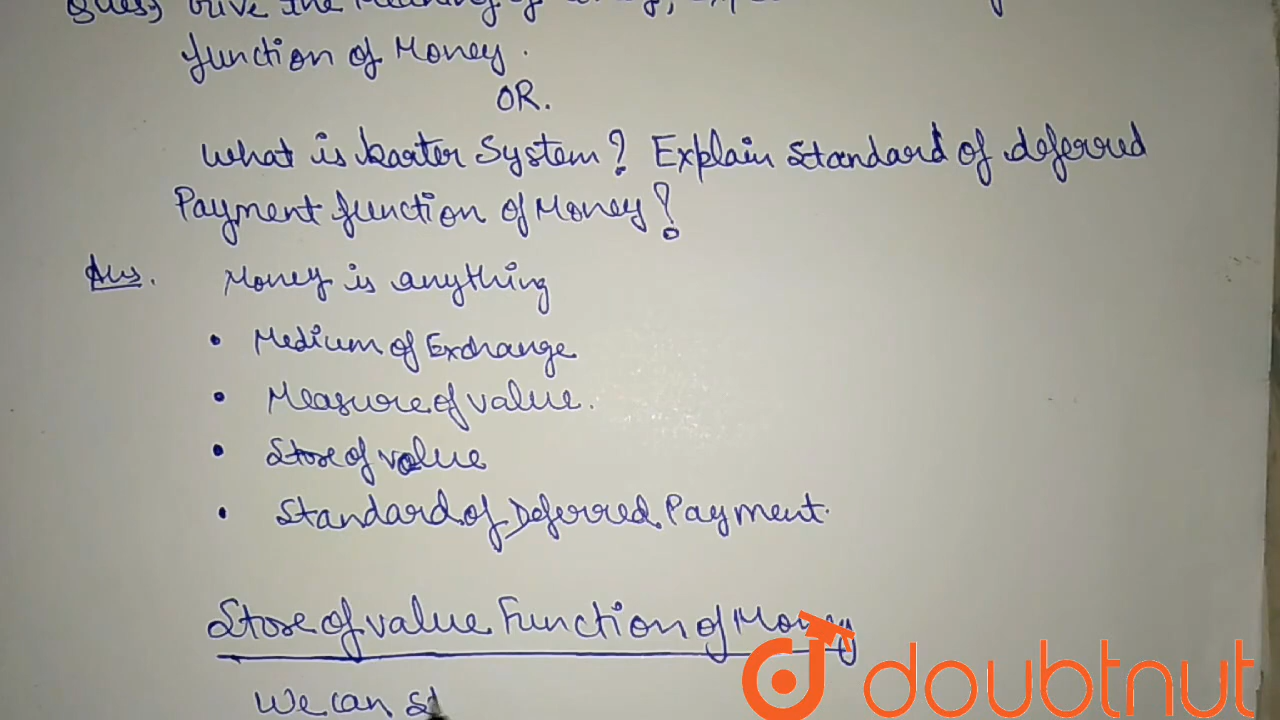 function of Money.
OR.
What is barter System? Explain Standard of deferred
Payment function of Money?
Ans. Money is anything
• Medium of Exchange
• Measure of value.
• Store of value
• Standard of Deferred Payment.
Store of value Function of Money
We can St
doubtnut